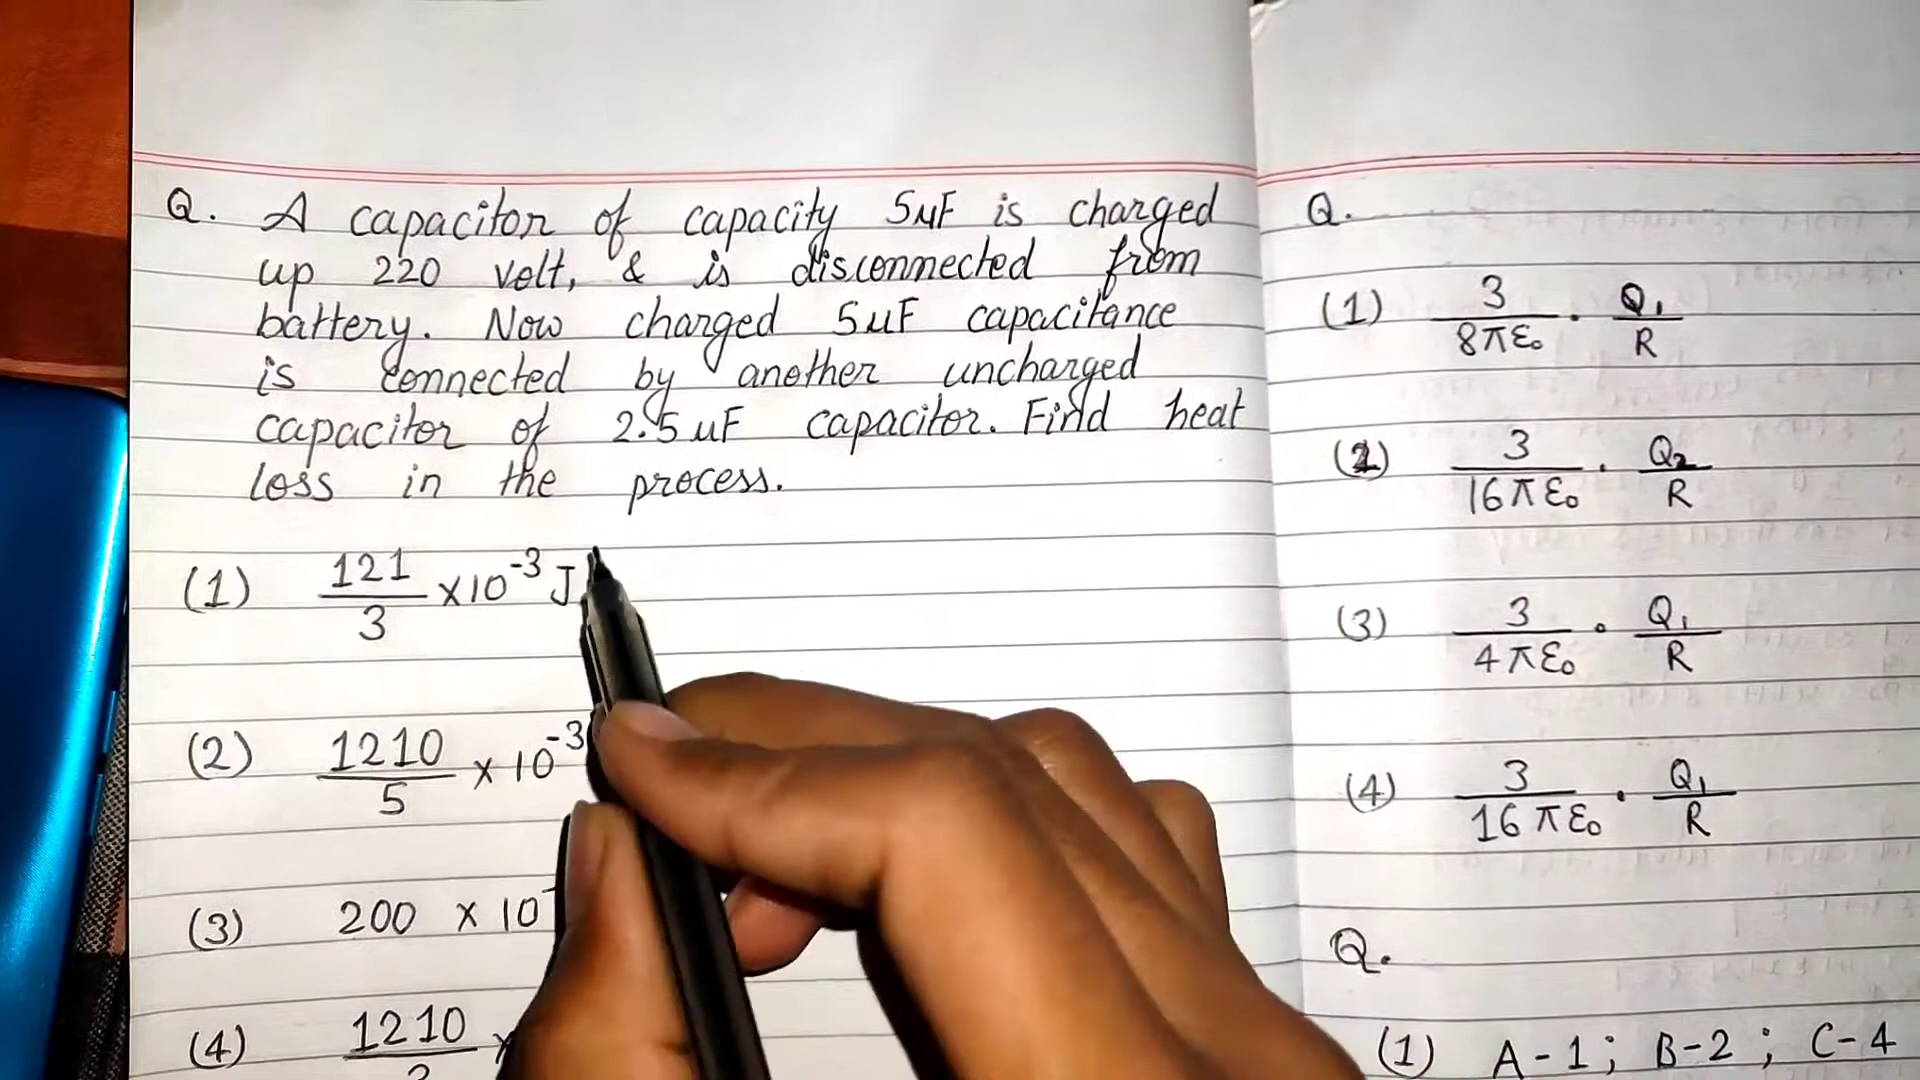 Q. A capacitor of capacity 5μF is charged
up 220 volt, & is disconnected from
battery. Now charged 5μF capacitance
is connected by another uncharged
capacitor of 2.5μF capacitor. Find heat
loss in the process.
(1) 121/3 ×10⁻³ J
(2) 1210/5 × 10⁻³
(3) 200 × 10
(4) 1210
Q.
(1) 3/8πε₀ · Q₁/R
(2) 3/16πε₀ · Q₂/R
(3) 3/4πε₀ · Q₁/R
(4) 3/16πε₀ · Q₁/R
Q.
(1) A-1; B-2; C-4